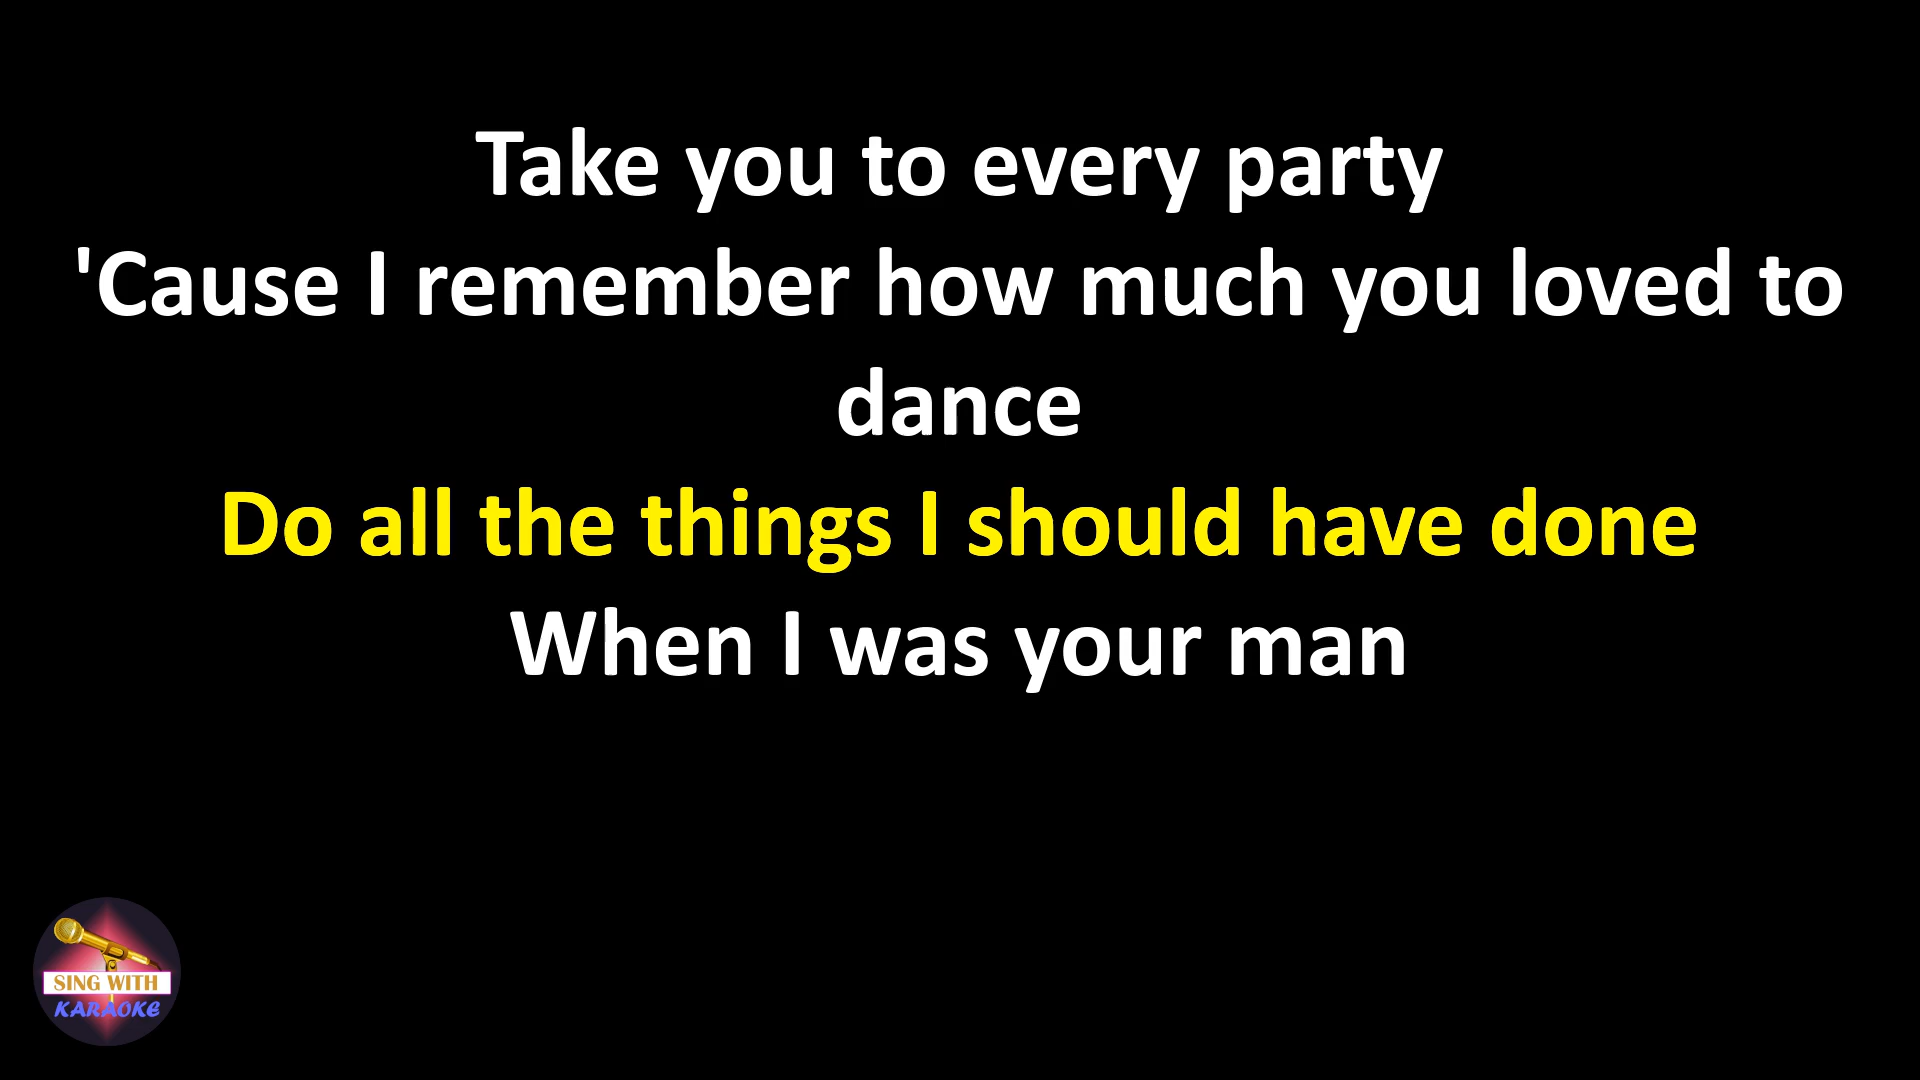 Take you to every party
'Cause I remember how much you loved to
dance
Do all the things I should have done
When I was your man
SING WITH
KARAOKE